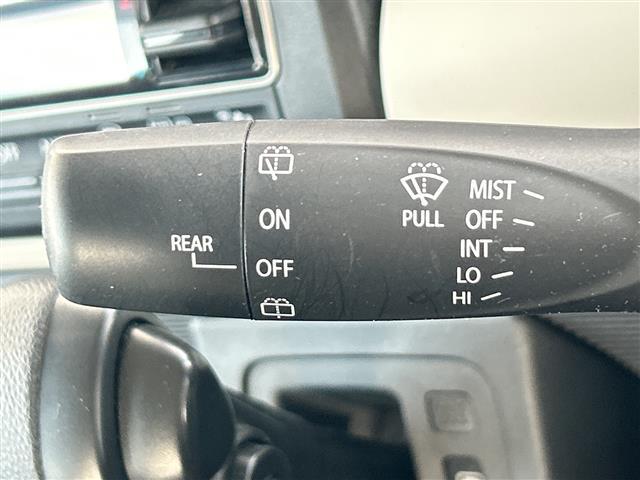 REAR
ON
OFF
PULL
MIST
OFF
INT
LO
HI